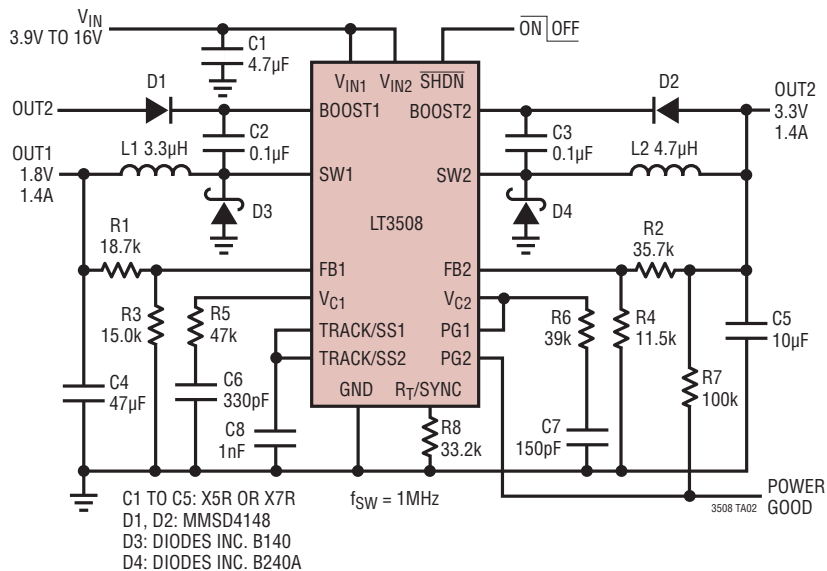 VIN
3.9V TO 16V
C1
4.7µF
ON OFF
VIN1
VIN2
SHDN
D1
D2
OUT2
BOOST1
BOOST2
OUT2
3.3V
1.4A
C2
0.1µF
C3
0.1µF
OUT1
1.8V
1.4A
L1 3.3µH
L2 4.7µH
SW1
SW2
D3
D4
LT3508
R1
18.7k
R2
35.7k
FB1
FB2
R3
15.0k
R5
47k
VC1
VC2
TRACK/SS1
PG1
TRACK/SS2
PG2
R6
39k
R4
11.5k
C5
10µF
C4
47µF
C6
330pF
GND
RT/SYNC
R7
100k
C8
1nF
R8
33.2k
C7
150pF
C1 TO C5: X5R OR X7R
D1, D2: MMSD4148
D3: DIODES INC. B140
D4: DIODES INC. B240A
fSW = 1MHz
POWER
GOOD
3508 TA02